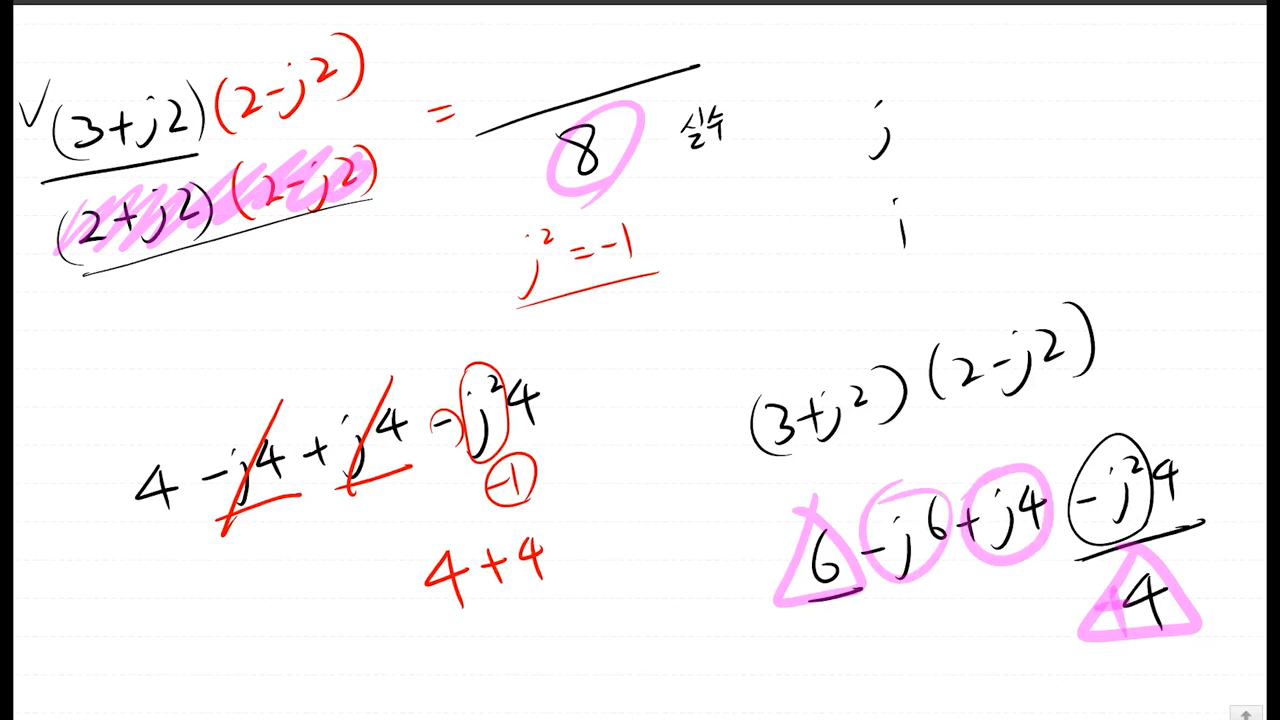 √(3+j2)(2-j2) = 
(2+j2)(2-j2)
8 실수
j² = -1
j
i
4 -j4 + j4 - j²4
-1
4+4
(3+j2)(2-j2)
6 -j6 +j4 -j²4
+4